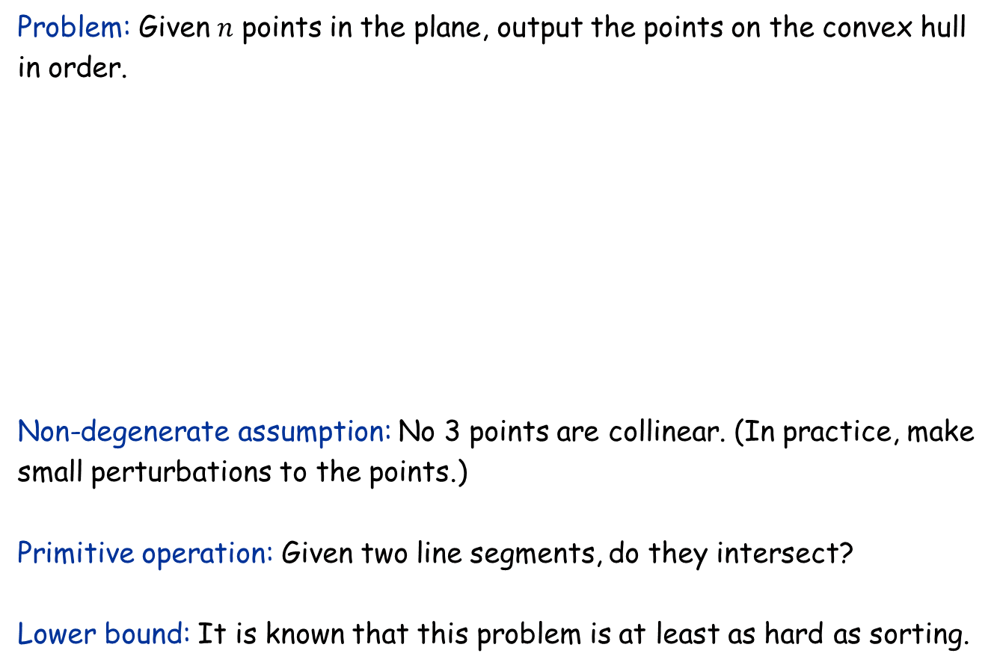 Problem: Given n points in the plane, output the points on the convex hull
in order.
Non-degenerate assumption: No 3 points are collinear. (In practice, make
small perturbations to the points.)
Primitive operation: Given two line segments, do they intersect?
Lower bound: It is known that this problem is at least as hard as sorting.